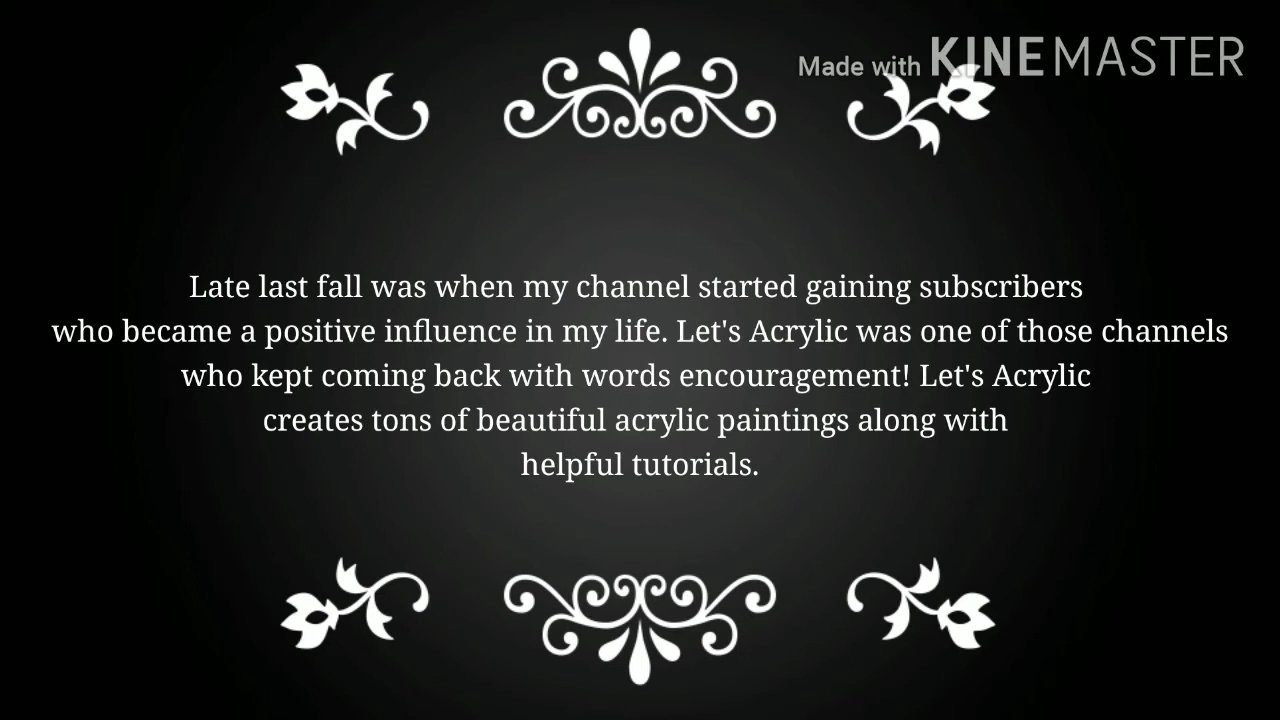 Made with KINEMASTER
Late last fall was when my channel started gaining subscribers
who became a positive influence in my life. Let's Acrylic was one of those channels
who kept coming back with words encouragement! Let's Acrylic
creates tons of beautiful acrylic paintings along with
helpful tutorials.